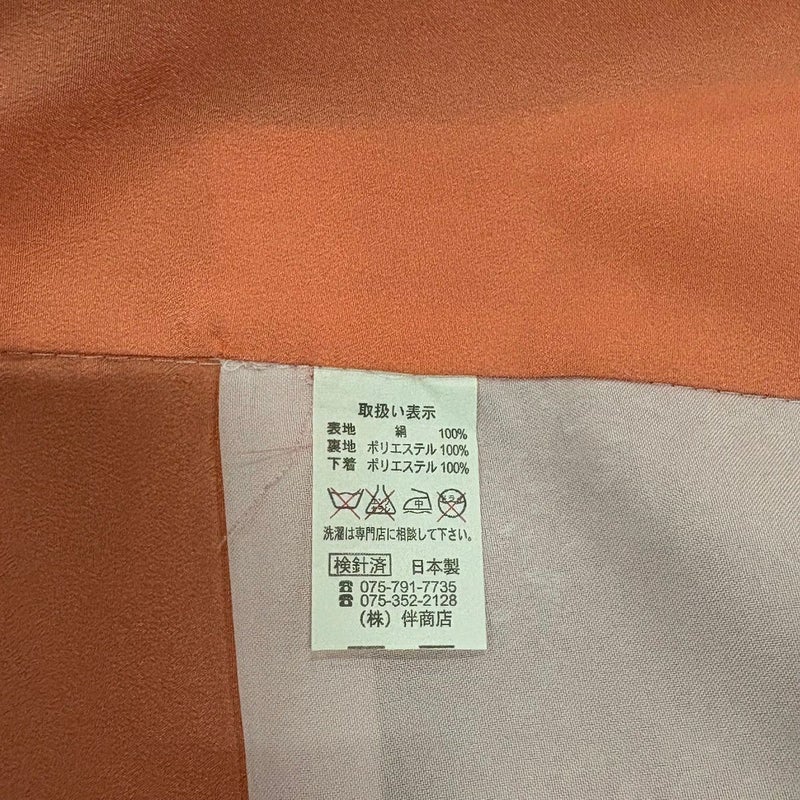 取扱い表示
表地 絹 100%
裏地 ポリエステル 100%
下着 ポリエステル 100%
中
洗濯は専門店に相談して下さい。
検針済 日本製
☎ 075-791-7735
☎ 075-352-2128
(株) 伴商店